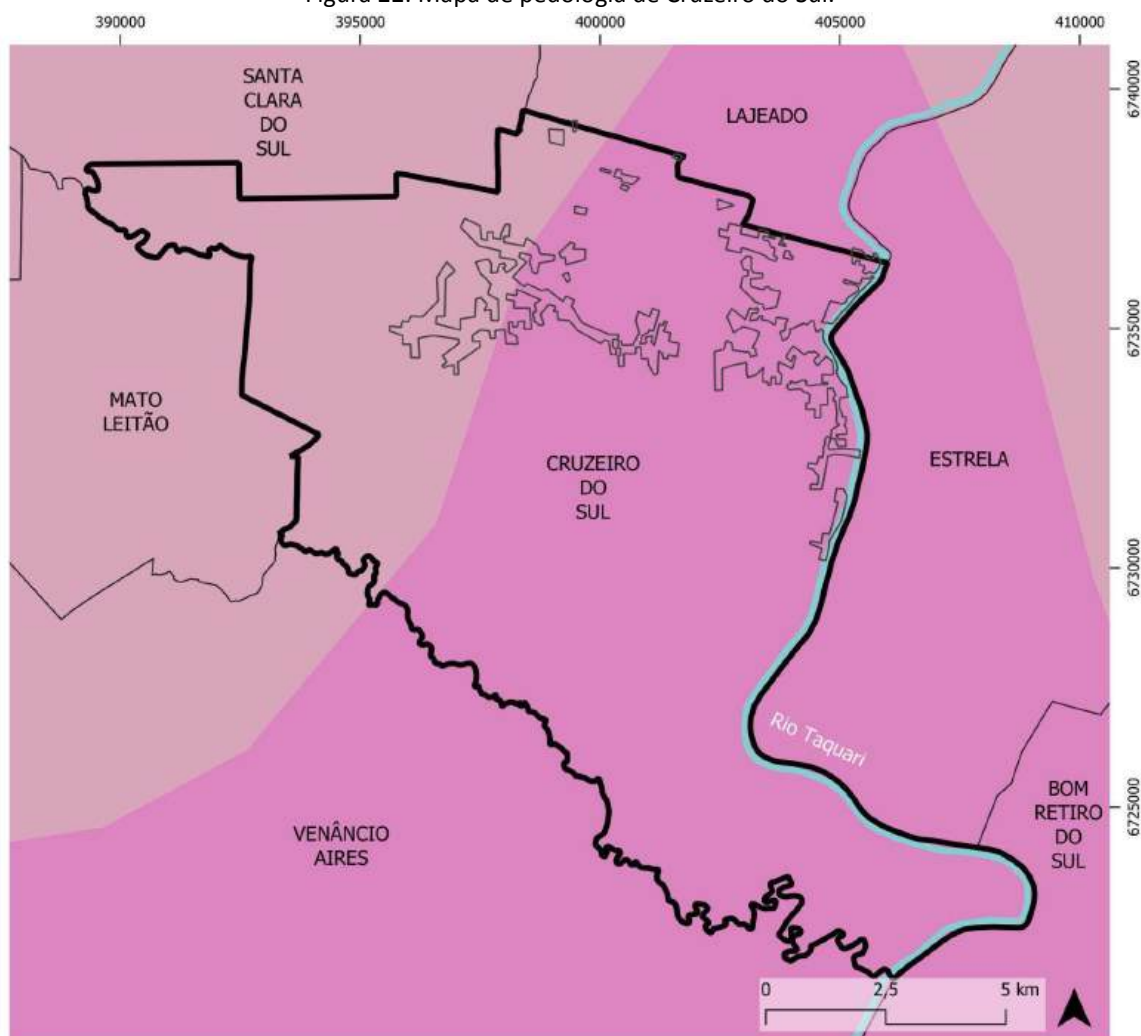 Figura 22: Mapa de pedologia de Cruzeiro do Sul.
390000
395000
400000
405000
410000
SANTA
CLARA
DO
SUL
LAJEADO
6740000
6735000
MATO
LEITÃO
CRUZEIRO
DO
SUL
ESTRELA
6730000
Rio Taquari
BOM
RETIRO
DO
SUL
6725000
VENÂNCIO
AIRES
0
2,5
5 km